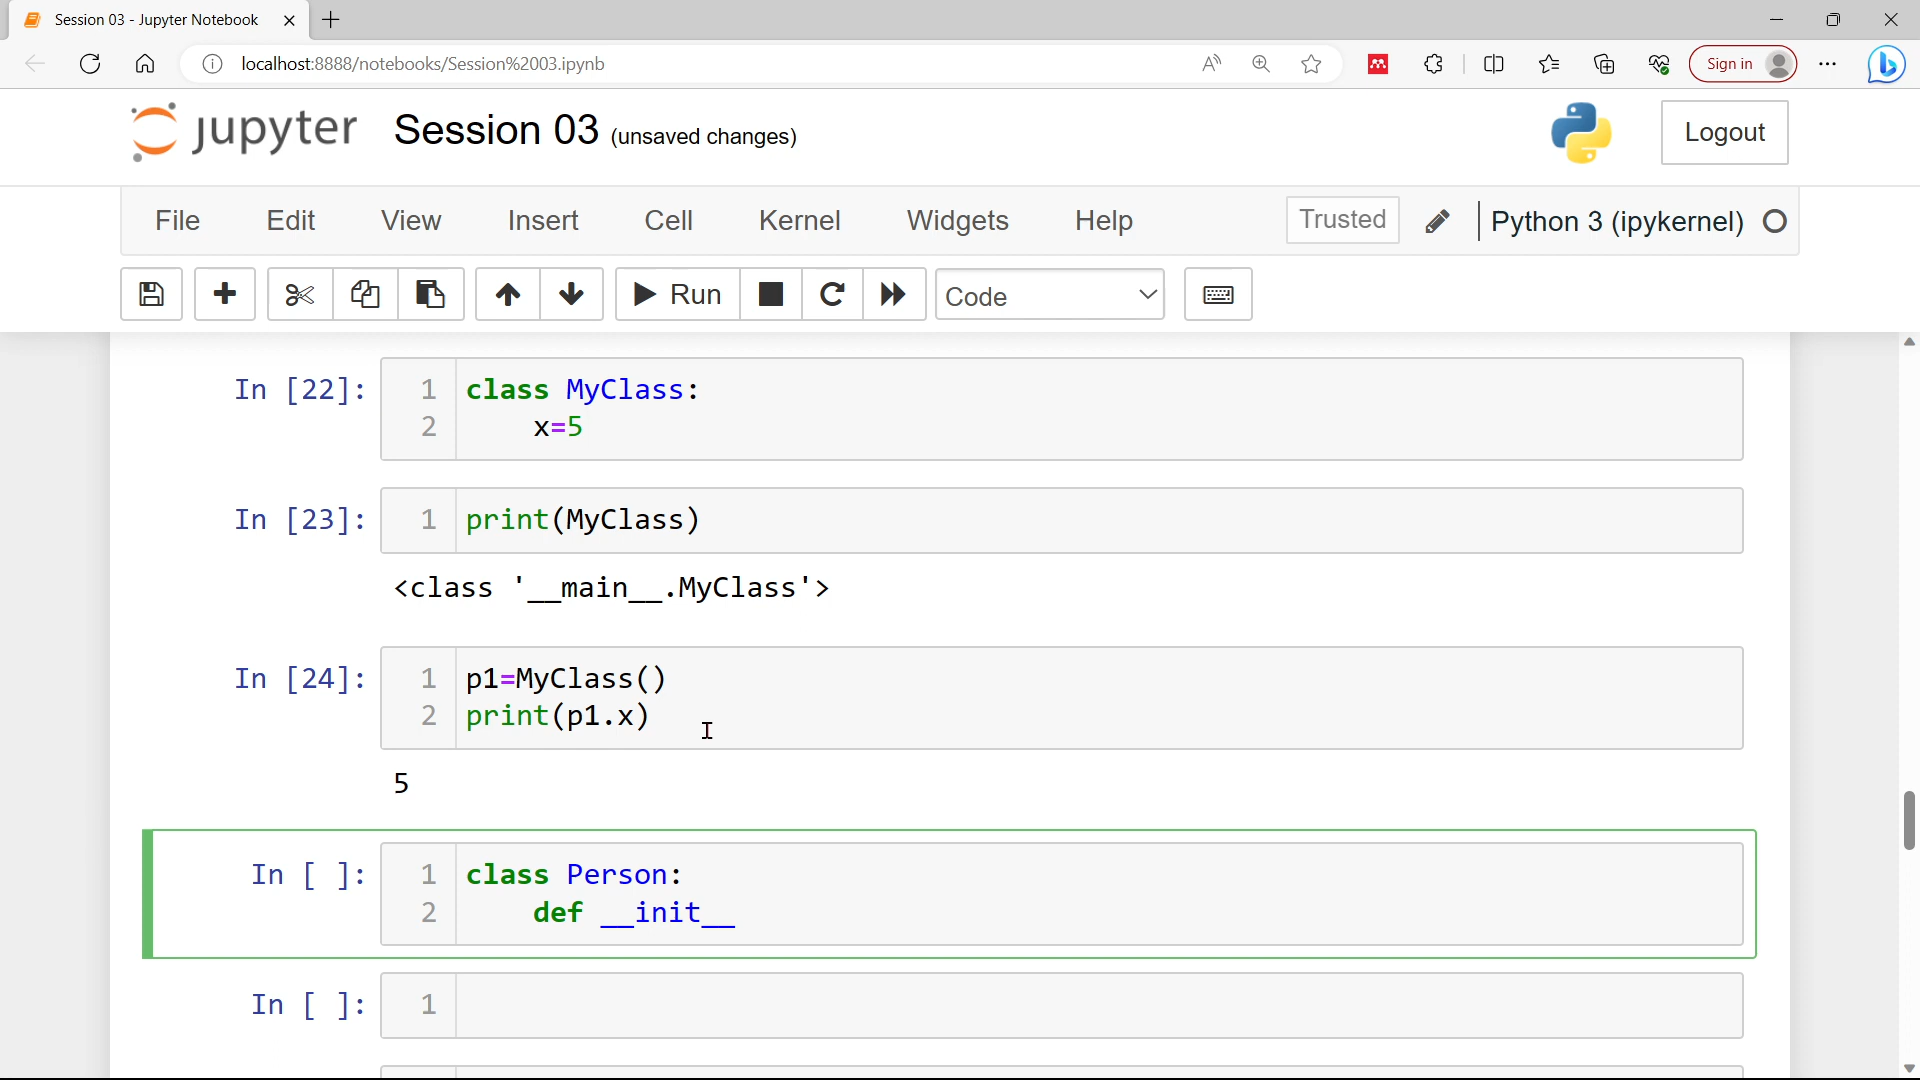 Session 03 - Jupyter Notebook
localhost:8888/notebooks/Session%2003.ipynb
Sign in
jupyter Session 03 (unsaved changes)
Logout
File Edit View Insert Cell Kernel Widgets Help Trusted Python 3 (ipykernel)
Run Code
In [22]: 1 class MyClass:
2     x=5
In [23]: 1 print(MyClass)
<class '__main__.MyClass'>
In [24]: 1 p1=MyClass()
2 print(p1.x)
5
In [ ]: 1 class Person:
2     def __init__
In [ ]: 1